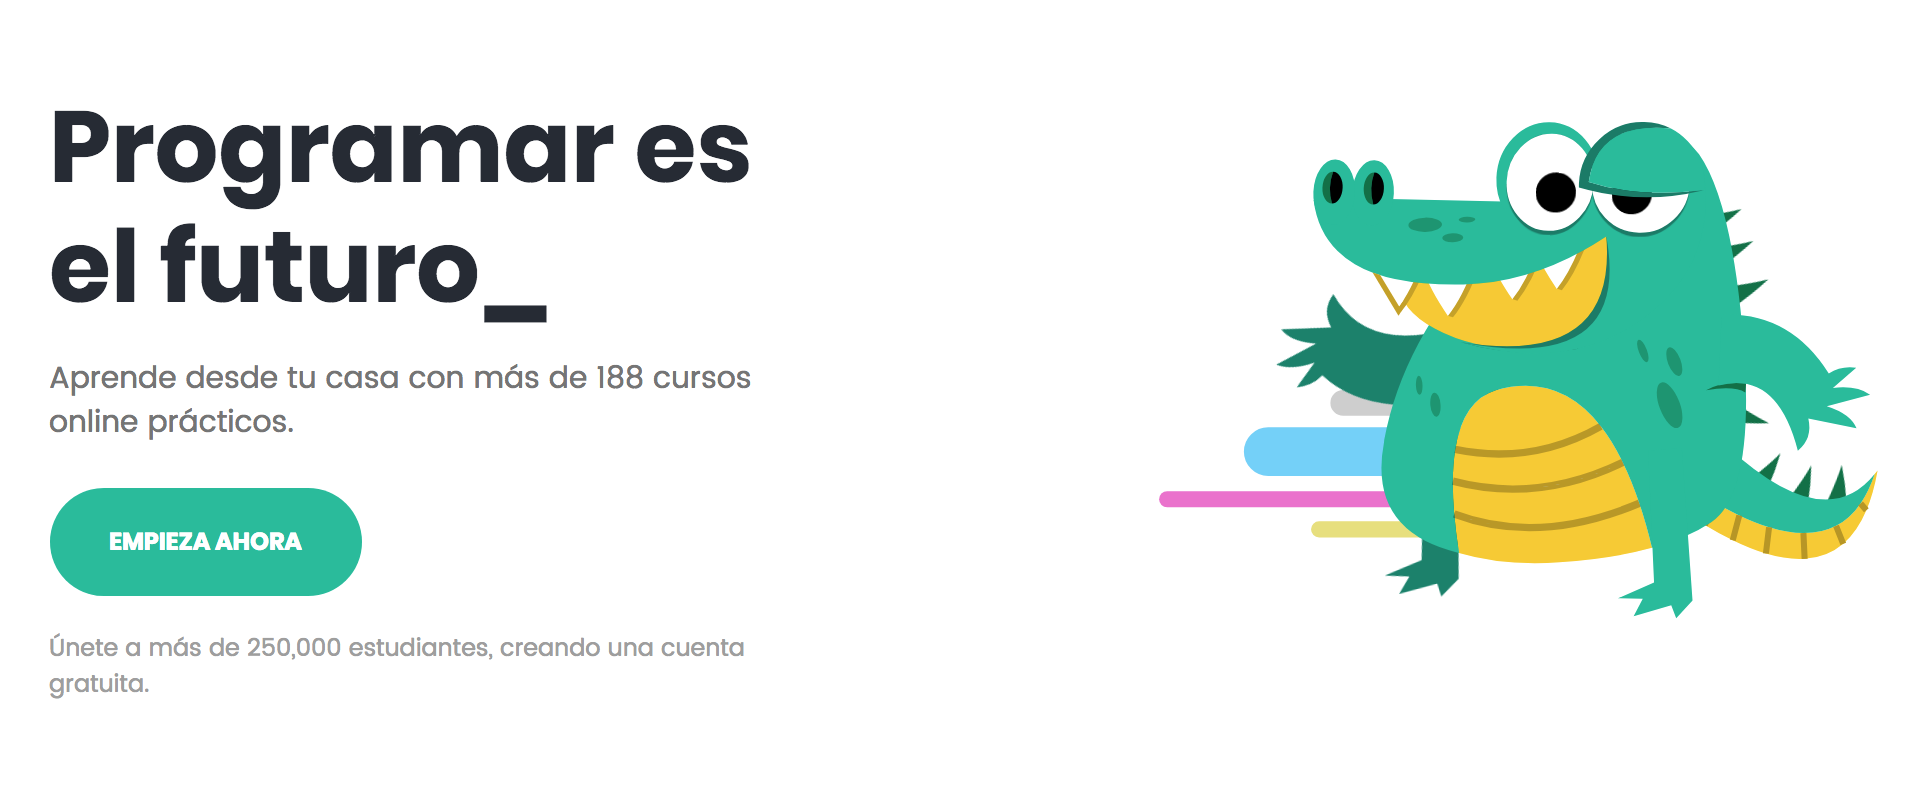 Programar es
el futuro_
Aprende desde tu casa con más de 188 cursos
online prácticos.
EMPIEZA AHORA
Únete a más de 250,000 estudiantes, creando una cuenta
gratuita.